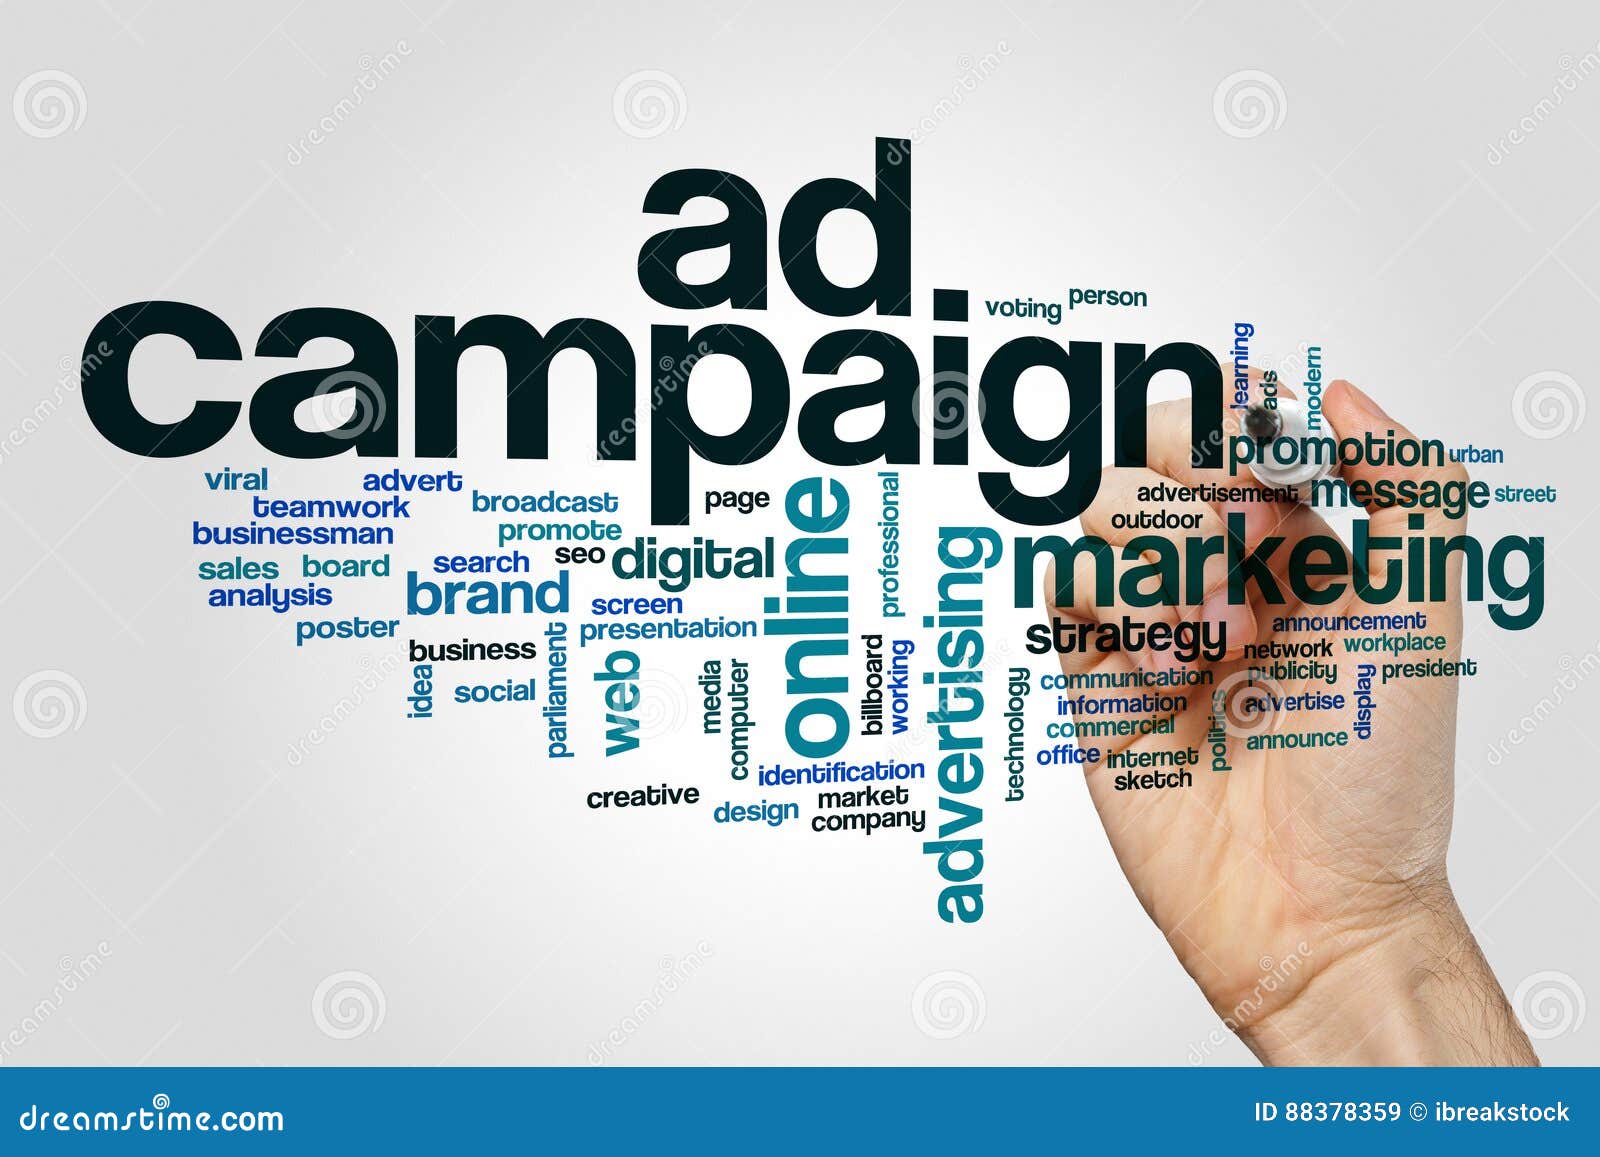 ad
campaign
voting
person
learning
ads
modern
promotion
urban
advertisement
message
street
outdoor
marketing
viral
advert
teamwork
broadcast
page
businessman
promote
online
professional
sales
board
search
seo
digital
analysis
brand
screen
poster
presentation
business
idea
social
parliament
web
media
computer
billboard
working
advertising
identification
creative
design
market
company
strategy
announcement
network
workplace
communication
publicity
president
technology
information
advertise
display
commercial
politics
office
internet
announce
sketch
dreamstime
dreamstime.com
ID 88378359 © ibreakstock